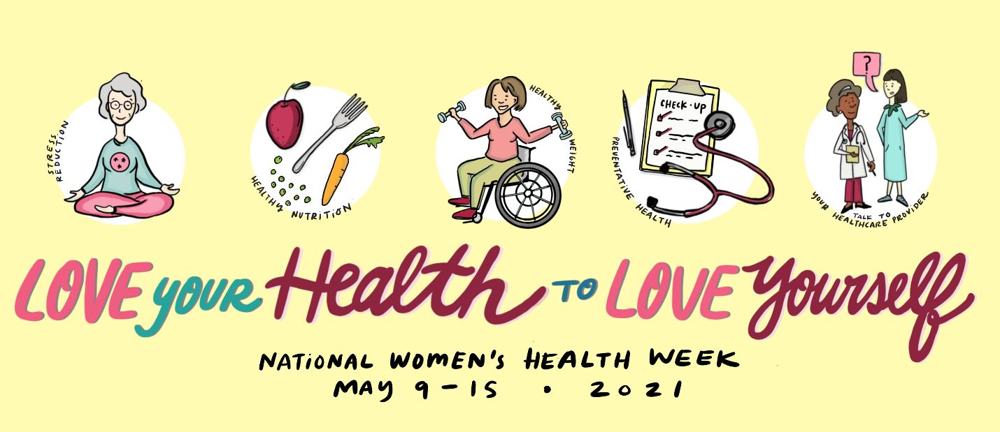 STRESS
REDUCTION
HEALTHY NUTRITION
HEALTHY WEIGHT
CHECK-UP
PREVENTATIVE HEALTH
?
TALK TO
YOUR HEALTHCARE PROVIDER
LOVE your Health TO LOVE Yourself
NATIONAL WOMEN'S HEALTH WEEK
MAY 9-15 • 2021